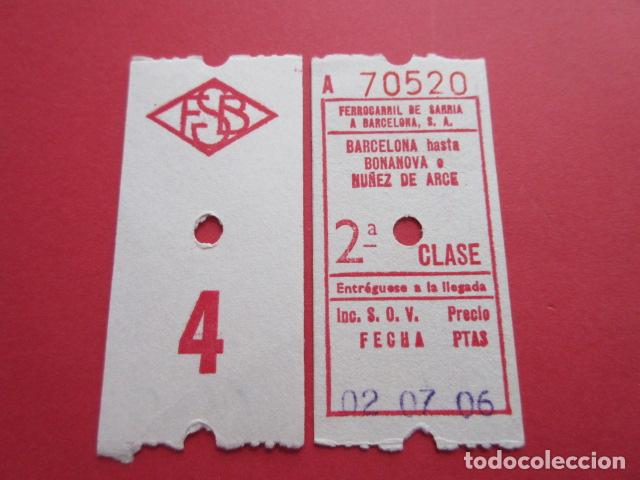 FSB
4
A 70520
FERROCARRIL DE SARRIA
A BARCELONA, S. A.
BARCELONA hasta
BONANOVA o
NUÑEZ DE ARCE
2ª CLASE
Entréguese a la llegada
Inc. S. O. V. Precio
FECHA PTAS
02 07 06
todocoleccion